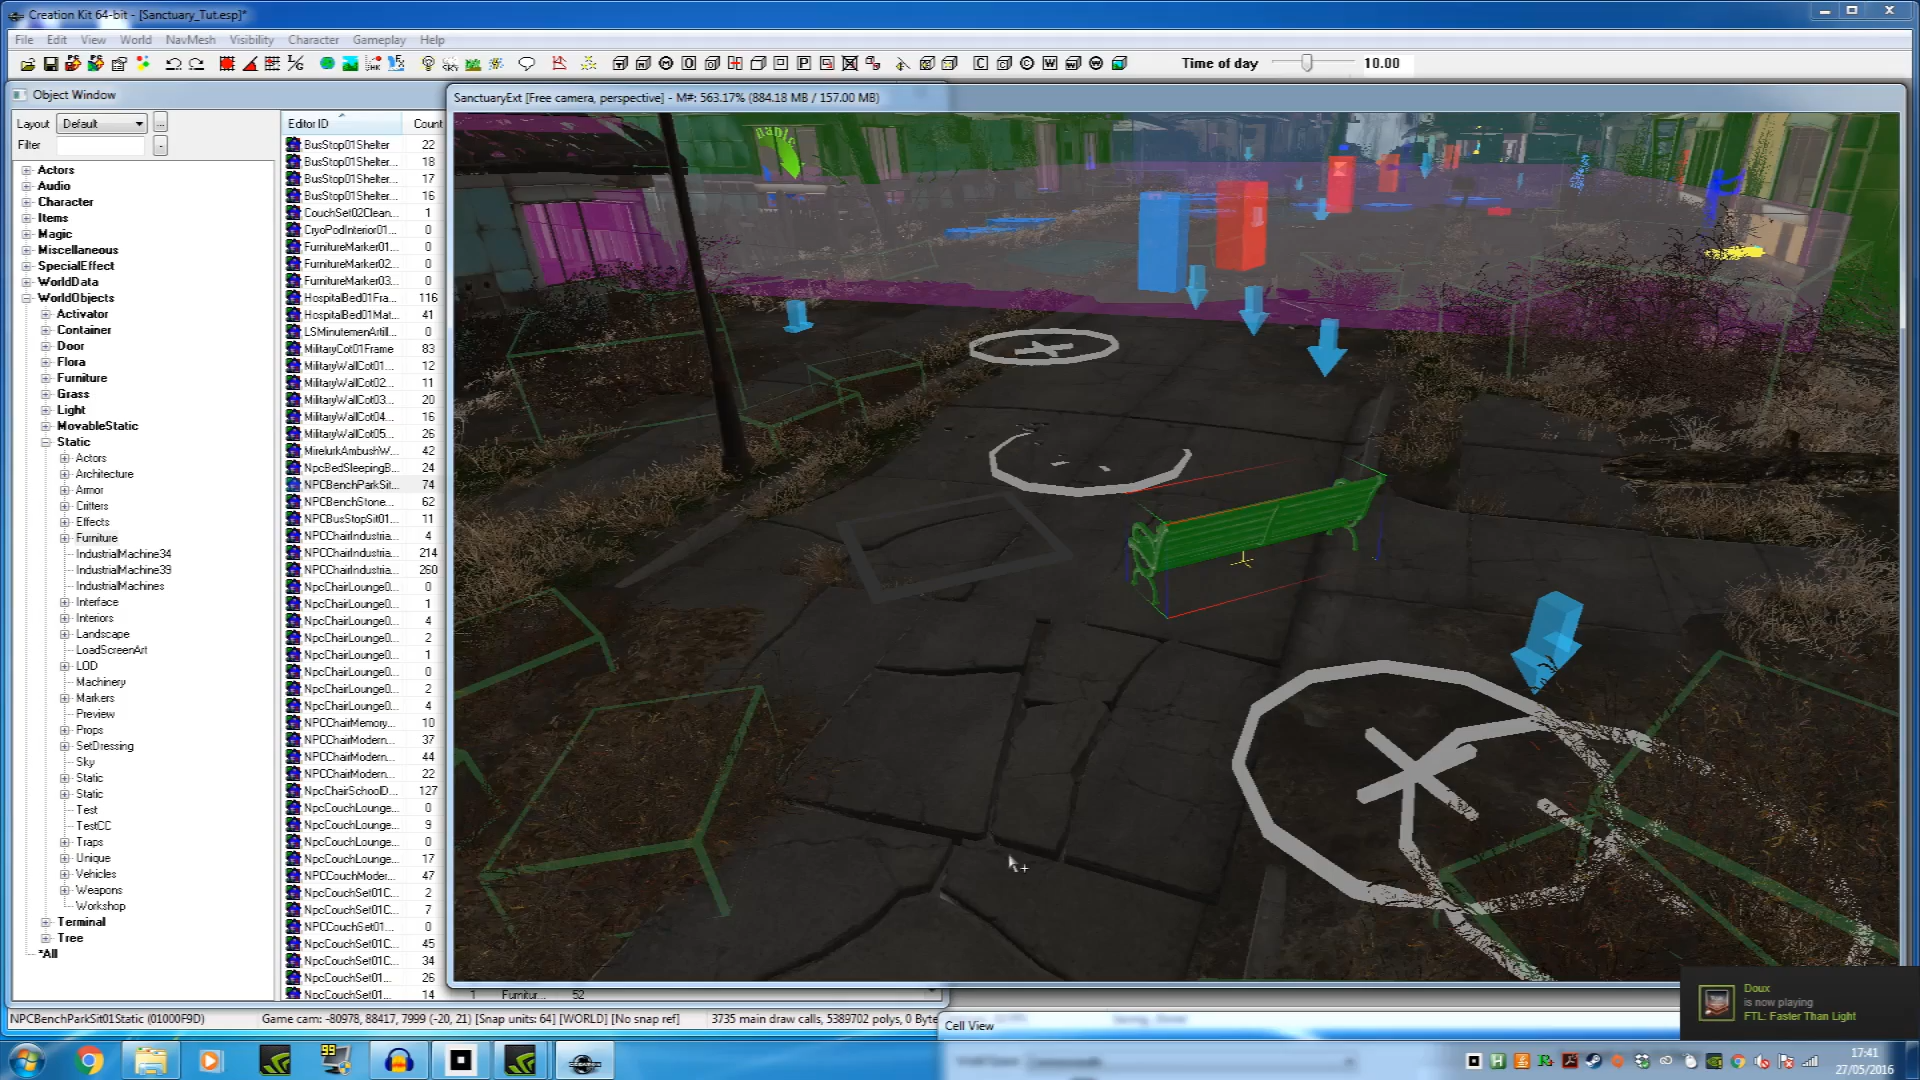 Creation Kit 64-bit - [Sanctuary_Tut.esp]*
File Edit View World NavMesh Visibility Character Gameplay Help
Time of day 10.00
Object Window
SanctuaryExt [Free camera, perspective] - M#: 563.17% (884.18 MB / 157.00 MB)
Layout Default
Filter
Editor ID Count
Actors
Audio
Character
Items
Magic
Miscellaneous
SpecialEffect
WorldData
WorldObjects
Activator
Container
Door
Flora
Furniture
Grass
Light
MovableStatic
Static
Actors
Architecture
Armor
Critters
Effects
Furniture
IndustrialMachine34
IndustrialMachine39
IndustrialMachines
Interface
Interiors
Landscape
LoadScreenArt
LOD
Machinery
Markers
Preview
Props
SetDressing
Sky
Static
Static
Test
TestCC
Traps
Unique
Vehicles
Weapons
Workshop
Terminal
Tree
*All
BusStop01Shelter 22
BusStop01Shelter... 18
BusStop01Shelter... 17
BusStop01Shelter... 16
CouchSet02Clean... 1
CryoPodInterior01... 0
FurnitureMarker01... 0
FurnitureMarker02... 0
FurnitureMarker03... 0
HospitalBed01Fra... 116
HospitalBed01Mat... 41
LSMinutemenArtill... 0
MilitaryCot01Frame 83
MilitaryWallCot01... 12
MilitaryWallCot02... 11
MilitaryWallCot03... 20
MilitaryWallCot04... 16
MilitaryWallCot05... 26
MirelurkAmbushW... 42
NpcBedSleepingB... 24
NPCBenchParkSit... 74
NPCBenchStone... 62
NPCBusStopSit01... 11
NPCChairIndustria... 4
NPCChairIndustria... 214
NPCChairIndustria... 260
NpcChairLounge0... 0
NpcChairLounge0... 1
NpcChairLounge0... 4
NpcChairLounge0... 2
NpcChairLounge0... 1
NpcChairLounge0... 0
NpcChairLounge0... 2
NpcChairLounge0... 4
NPCChairMemory... 10
NPCChairModern... 37
NPCChairModern... 44
NPCChairModern... 22
NpcChairSchoolD... 127
NpcCouchLounge... 0
NpcCouchLounge... 9
NpcCouchLounge... 0
NpcCouchLounge... 17
NPCCouchModer... 47
NpcCouchSet01C... 2
NpcCouchSet01C... 7
NPCCouchSet01... 0
NpcCouchSet01C... 45
NpcCouchSet01C... 34
NpcCouchSet01... 26
NpcCouchSet01... 14 1 Furnitur... 52
NPCBenchParkSit01Static (01000F9D) Game cam: -80978, 88417, 7999 (-20, 21) [Snap units: 64] [WORLD] [No snap ref] 3735 main draw calls, 5389702 polys, 0 Byte
Cell View
Doux
is now playing
FTL: Faster Than Light
99
17:41
27/05/2016